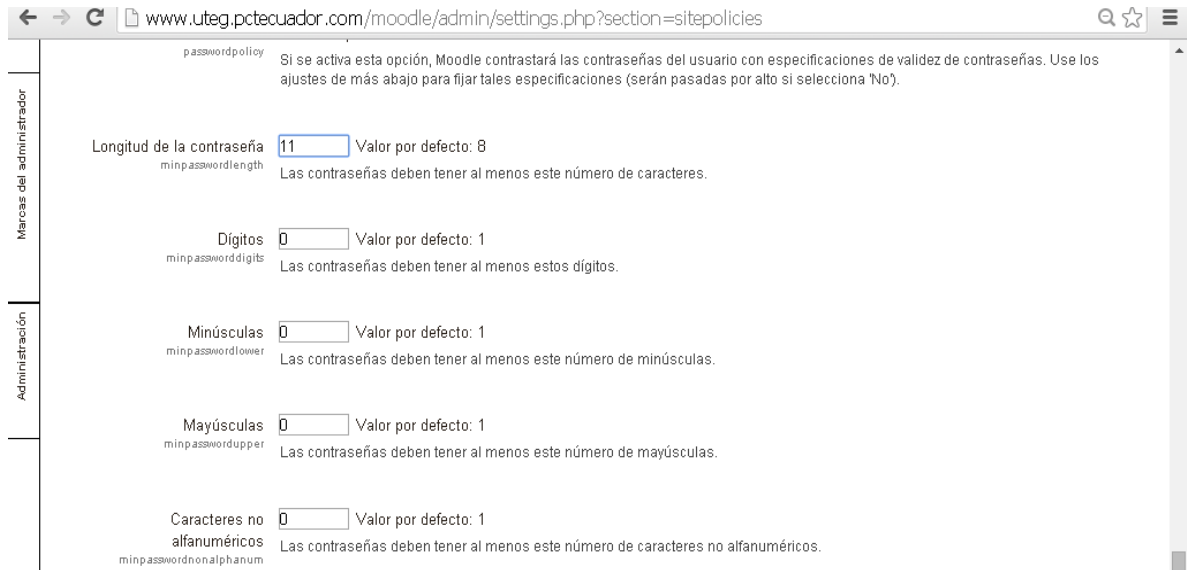 www.uteg.pctecuador.com/moodle/admin/settings.php?section=sitepolicies
passwordpolicy
Si se activa esta opción, Moodle contrastará las contraseñas del usuario con especificaciones de validez de contraseñas. Use los
ajustes de más abajo para fijar tales especificaciones (serán pasadas por alto si selecciona 'No').
Marcas del administrador
Longitud de la contraseña 11 Valor por defecto: 8
minpasswordlength
Las contraseñas deben tener al menos este número de caracteres.
Dígitos 0 Valor por defecto: 1
minpassworddigits
Las contraseñas deben tener al menos estos dígitos.
Administración
Minúsculas 0 Valor por defecto: 1
minpasswordlower
Las contraseñas deben tener al menos este número de minúsculas.
Mayúsculas 0 Valor por defecto: 1
minpasswordupper
Las contraseñas deben tener al menos este número de mayúsculas.
Caracteres no 0 Valor por defecto: 1
alfanuméricos
Las contraseñas deben tener al menos este número de caracteres no alfanuméricos.
minpasswordnonalphanum